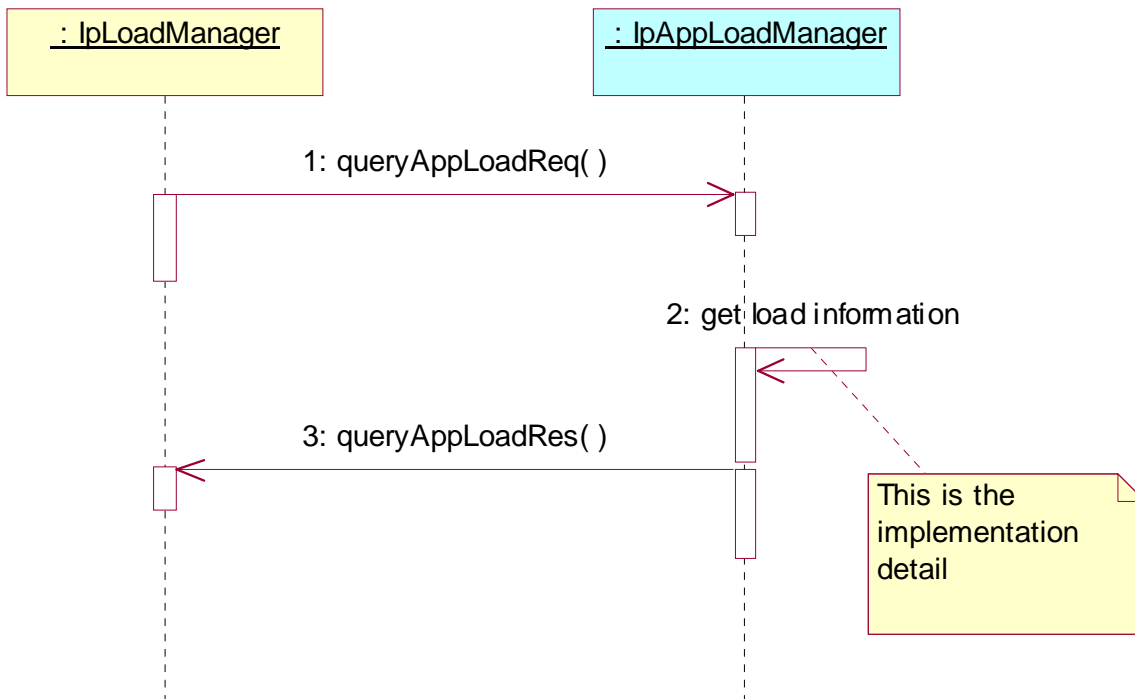 : IpLoadManager
: IpAppLoadManager
1: queryAppLoadReq( )
2: get load information
3: queryAppLoadRes( )
This is the
implementation
detail